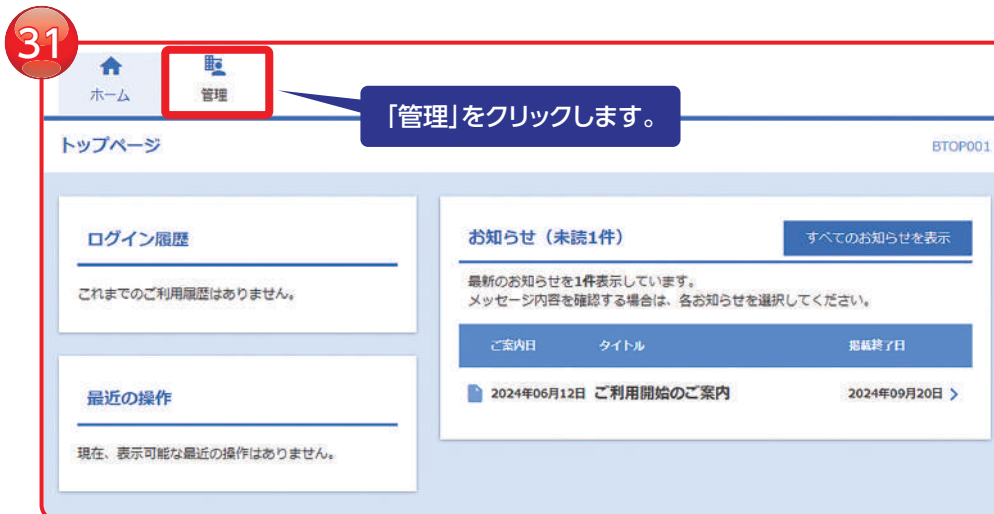 31
ホーム
管理
「管理」をクリックします。
トップページ
BTOP001
ログイン履歴
これまでのご利用履歴はありません。
最近の操作
現在、表示可能な最近の操作はありません。
お知らせ（未読1件）
すべてのお知らせを表示
最新のお知らせを1件表示しています。
メッセージ内容を確認する場合は、各お知らせを選択してください。
ご案内日 タイトル 掲載終了日
2024年06月12日 ご利用開始のご案内 2024年09月20日